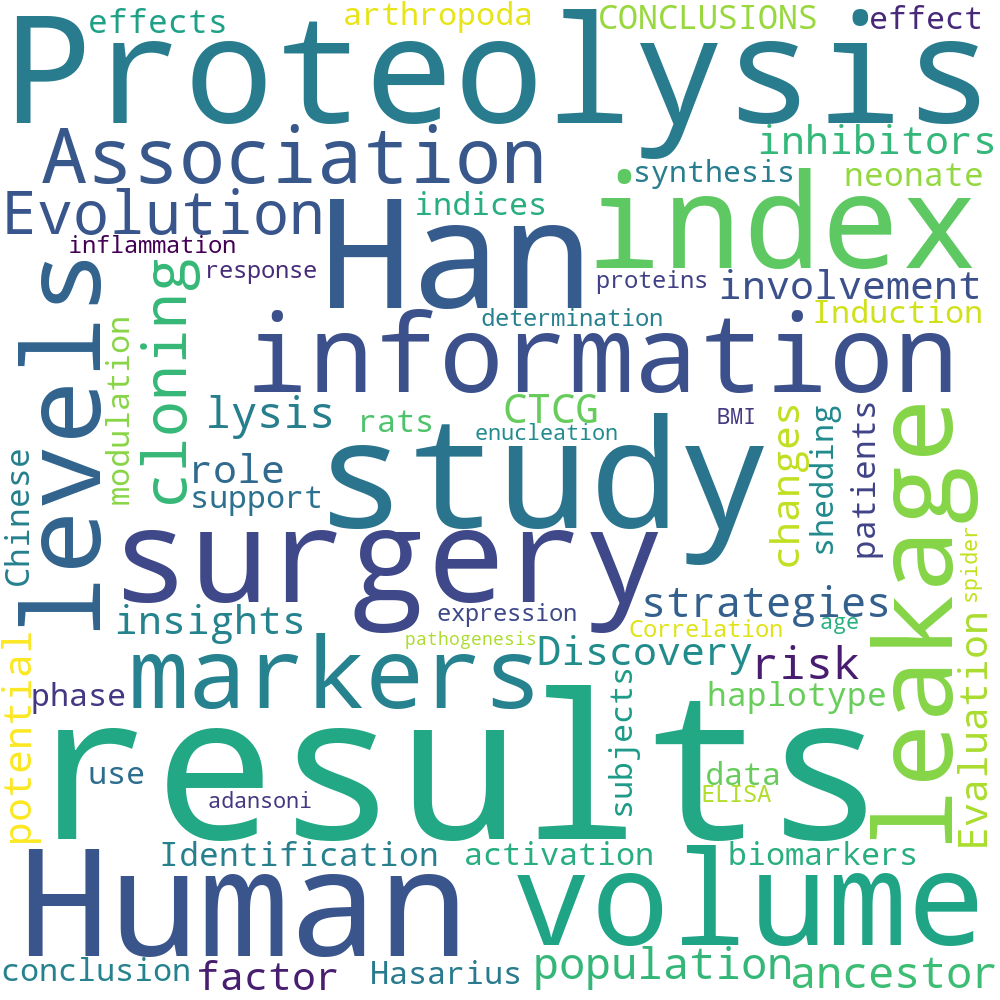 Proteolysis
effects
arthropoda
CONCLUSIONS
effect
Association
inhibitors
synthesis
neonate
index
Evolution
indices
Han
inflammation
response
proteins
involvement
levels
cloning
modulation
determination
Induction
information
lysis
rats
CTCG
BMI
enucleation
study
changes
shedding
patients
leakage
Chinese
role
support
surgery
spider
insights
expression
strategies
Correlation
age
pathogenesis
Discovery
risk
markers
potential
phase
subjects
haplotype
Evaluation
results
use
adansoni
data
ELISA
Human
Identification
activation
biomarkers
volume
conclusion
factor
Hasarius
population
ancestor